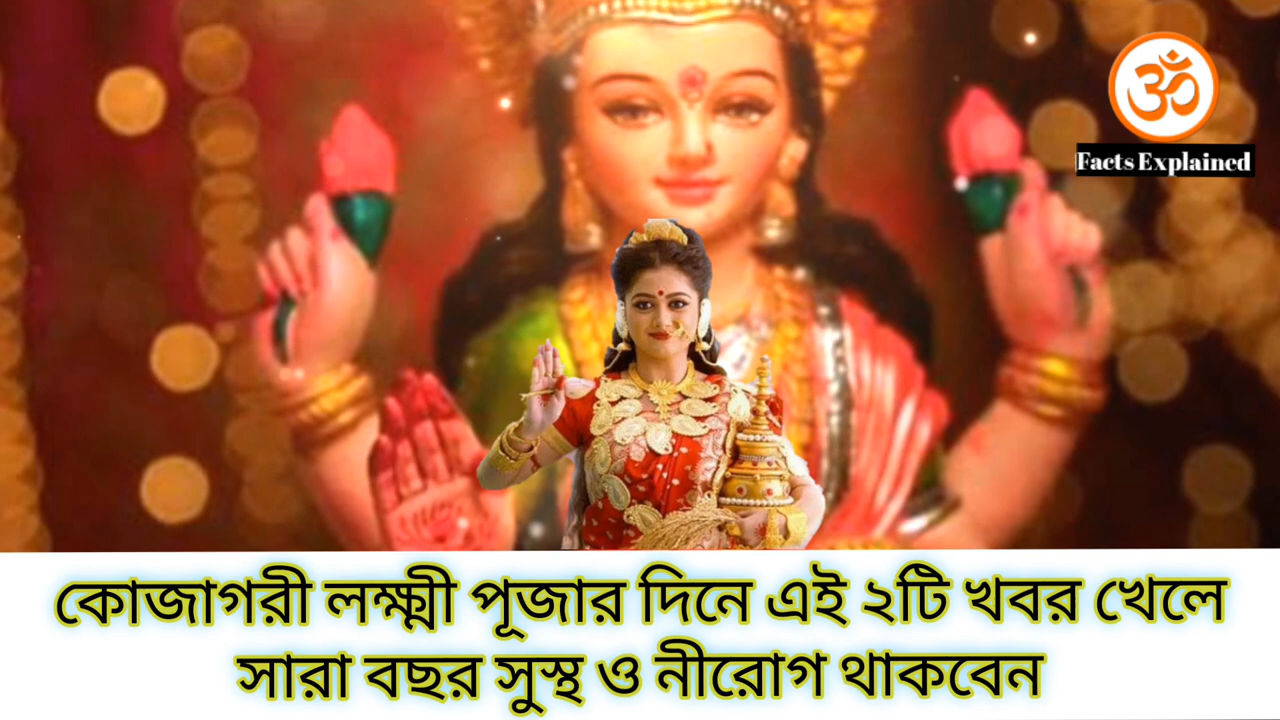 ॐ
Facts Explained
কোজাগরী লক্ষ্মী পূজার দিনে এই ২টি খবর খেলে
সারা বছর সুস্থ ও নীরোগ থাকবেন